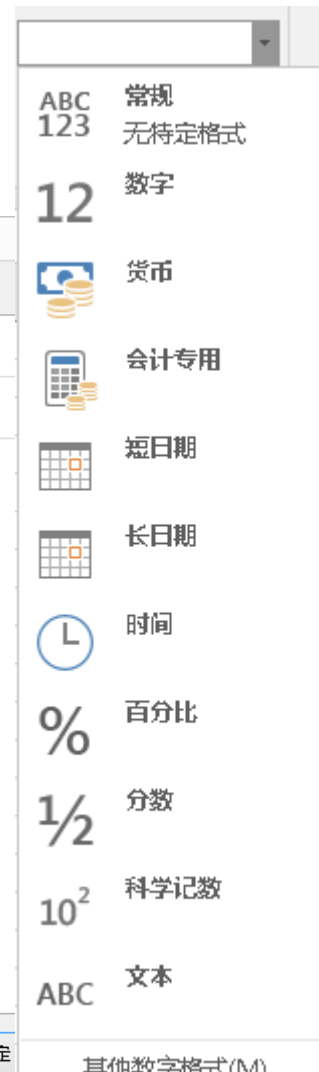 ABC
123
常规
无特定格式
12
数字
货币
会计专用
短日期
长日期
时间
%
百分比
½
分数
10²
科学记数
ABC
文本
定
其他数字格式(M)